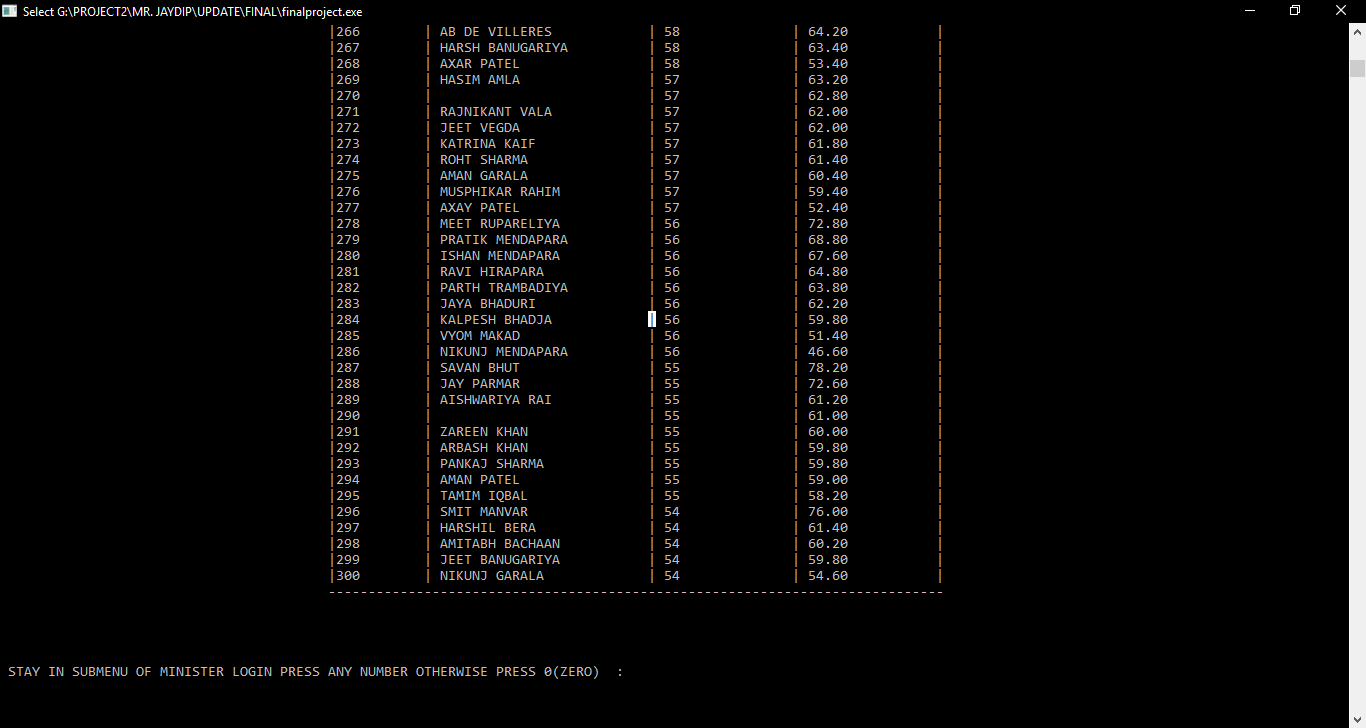 Select G:\PROJECT2\MR. JAYDIP\UPDATE\FINAL\finalproject.exe
|266 | AB DE VILLERES | 58 | 64.20 |
|267 | HARSH BANUGARIYA | 58 | 63.40 |
|268 | AXAR PATEL | 58 | 53.40 |
|269 | HASIM AMLA | 57 | 63.20 |
|270 | | 57 | 62.80 |
|271 | RAJNIKANT VALA | 57 | 62.00 |
|272 | JEET VEGDA | 57 | 62.00 |
|273 | KATRINA KAIF | 57 | 61.80 |
|274 | ROHT SHARMA | 57 | 61.40 |
|275 | AMAN GARALA | 57 | 60.40 |
|276 | MUSPHIKAR RAHIM | 57 | 59.40 |
|277 | AXAY PATEL | 57 | 52.40 |
|278 | MEET RUPARELIYA | 56 | 72.80 |
|279 | PRATIK MENDAPARA | 56 | 68.80 |
|280 | ISHAN MENDAPARA | 56 | 67.60 |
|281 | RAVI HIRAPARA | 56 | 64.80 |
|282 | PARTH TRAMBADIYA | 56 | 63.80 |
|283 | JAYA BHADURI | 56 | 62.20 |
|284 | KALPESH BHADJA | 56 | 59.80 |
|285 | VYOM MAKAD | 56 | 51.40 |
|286 | NIKUNJ MENDAPARA | 56 | 46.60 |
|287 | SAVAN BHUT | 55 | 78.20 |
|288 | JAY PARMAR | 55 | 72.60 |
|289 | AISHWARIYA RAI | 55 | 61.20 |
|290 | | 55 | 61.00 |
|291 | ZAREEN KHAN | 55 | 60.00 |
|292 | ARBASH KHAN | 55 | 59.80 |
|293 | PANKAJ SHARMA | 55 | 59.80 |
|294 | AMAN PATEL | 55 | 59.00 |
|295 | TAMIM IQBAL | 55 | 58.20 |
|296 | SMIT MANVAR | 54 | 76.00 |
|297 | HARSHIL BERA | 54 | 61.40 |
|298 | AMITABH BACHAAN | 54 | 60.20 |
|299 | JEET BANUGARIYA | 54 | 59.80 |
|300 | NIKUNJ GARALA | 54 | 54.60 |
-----------------------------------------------------------------------------
STAY IN SUBMENU OF MINISTER LOGIN PRESS ANY NUMBER OTHERWISE PRESS 0(ZERO) :